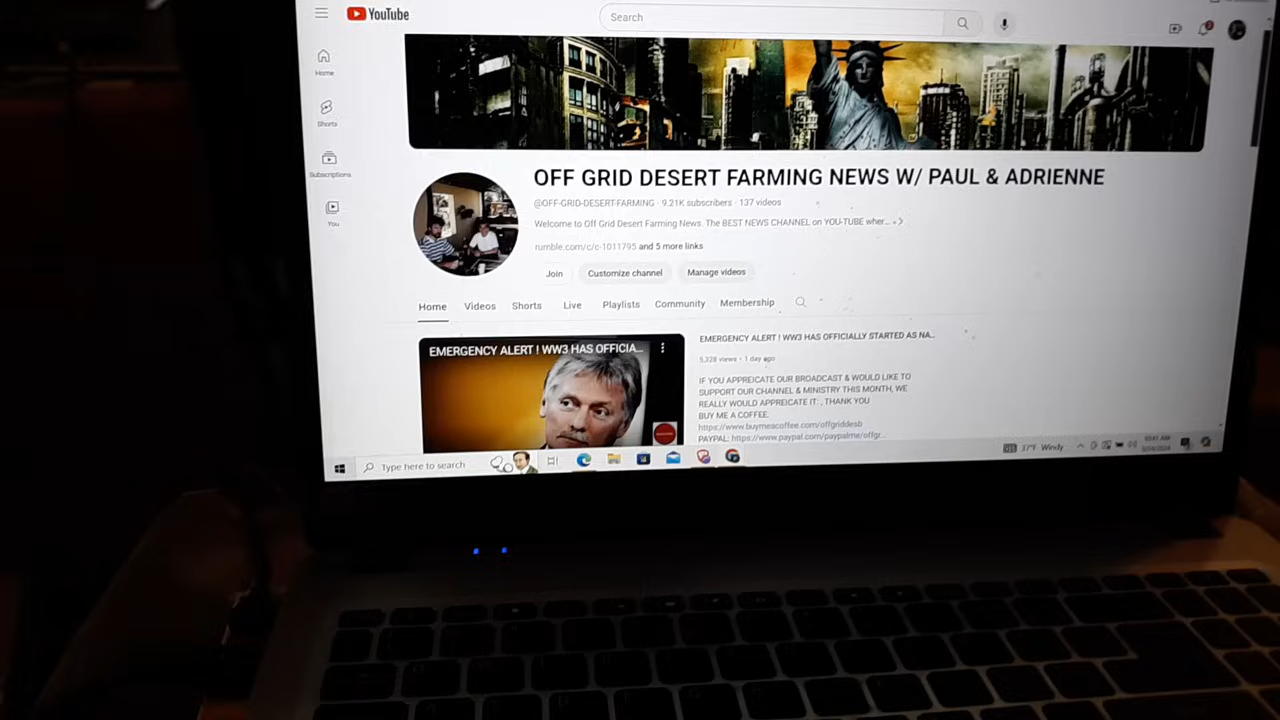 YouTube
Search
Home
Shorts
Subscriptions
You
OFF GRID DESERT FARMING NEWS W/ PAUL & ADRIENNE
@OFF-GRID-DESERT-FARMING · 9.21K subscribers · 137 videos
Welcome to Off Grid Desert Farming News. The BEST NEWS CHANNEL on YOU-TUBE wher...
rumble.com/c/c-1011795 and 5 more links
Join
Customize channel
Manage videos
Home
Videos
Shorts
Live
Playlists
Community
Membership
EMERGENCY ALERT ! WW3 HAS OFFICIA...
EMERGENCY ALERT ! WW3 HAS OFFICIALLY STARTED AS NA...
5,328 views · 1 day ago
IF YOU APPREICATE OUR BROADCAST & WOULD LIKE TO
SUPPORT OUR CHANNEL & MINISTRY THIS MONTH, WE
REALLY WOULD APPREICATE IT: , THANK YOU
BUY ME A COFFEE.
https://www.buymeacoffee.com/offgriddesb
PAYPAL: https://www.paypal.com/paypalme/offgr...
Type here to search
37°F Windy
10:41 AM